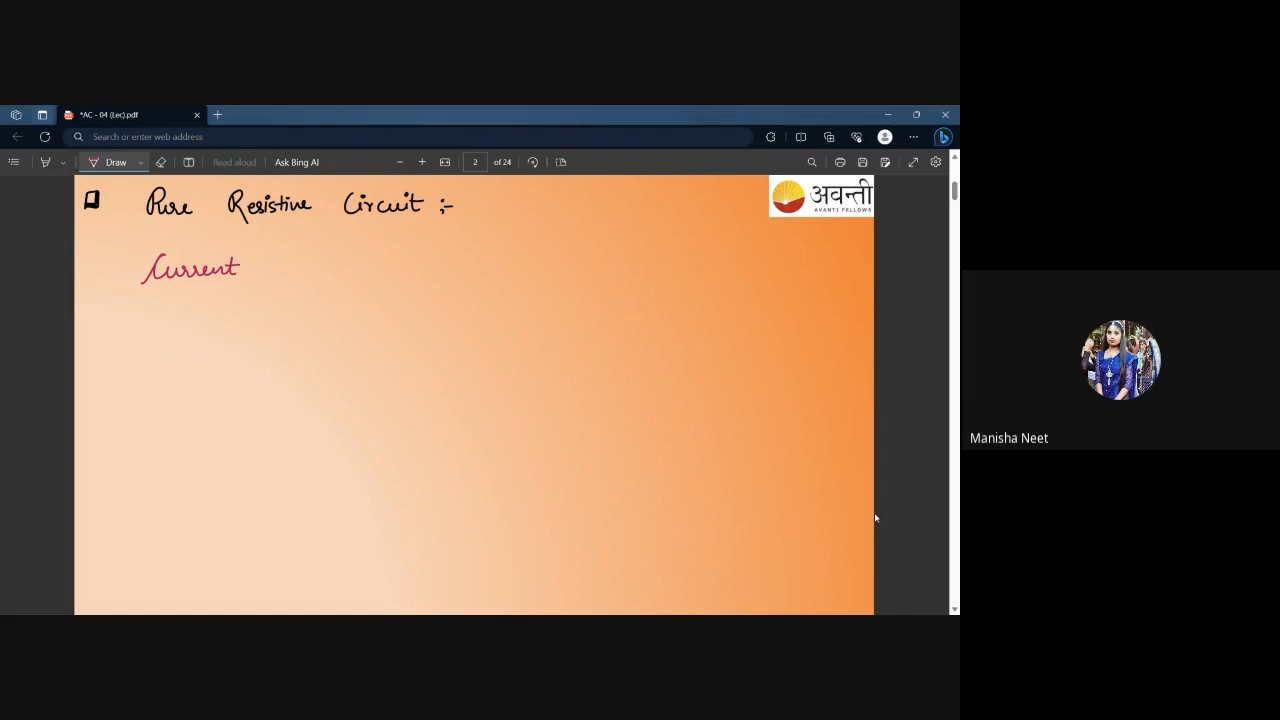 *AC - 04 (Lec).pdf
Search or enter web address
Draw
Read aloud
Ask Bing AI
2
of 24
Pure Resistive Circuit :-
अवन्ती
AVANTI FELLOWS
Current
Manisha Neet